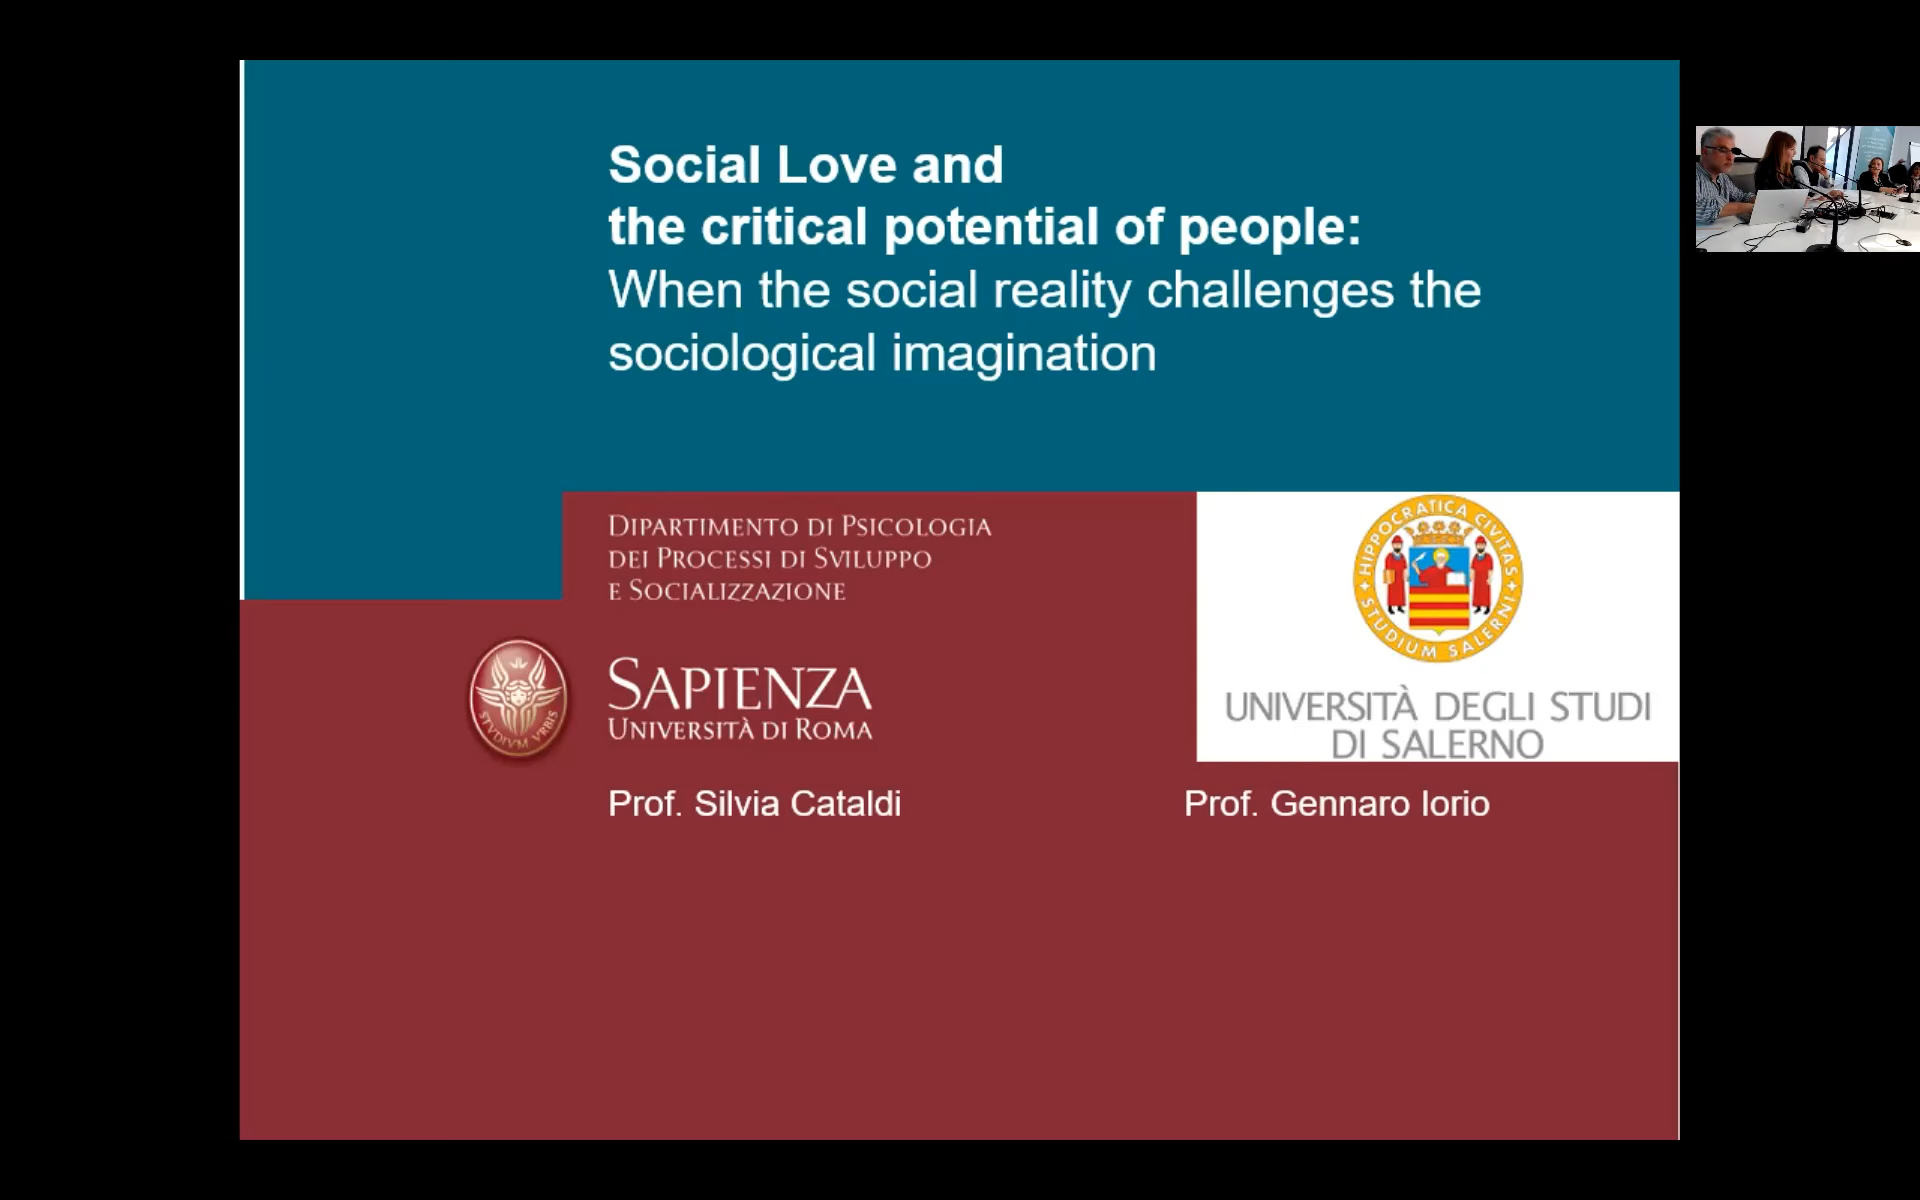 Social Love and
the critical potential of people:
When the social reality challenges the
sociological imagination
DIPARTIMENTO DI PSICOLOGIA
DEI PROCESSI DI SVILUPPO
E SOCIALIZZAZIONE
HIPPOCRATICA CIVITAS
STUDIUM SALERNI
STVDIVM VRBIS
SAPIENZA
UNIVERSITÀ DI ROMA
UNIVERSITÀ DEGLI STUDI
DI SALERNO
Prof. Silvia Cataldi
Prof. Gennaro Iorio